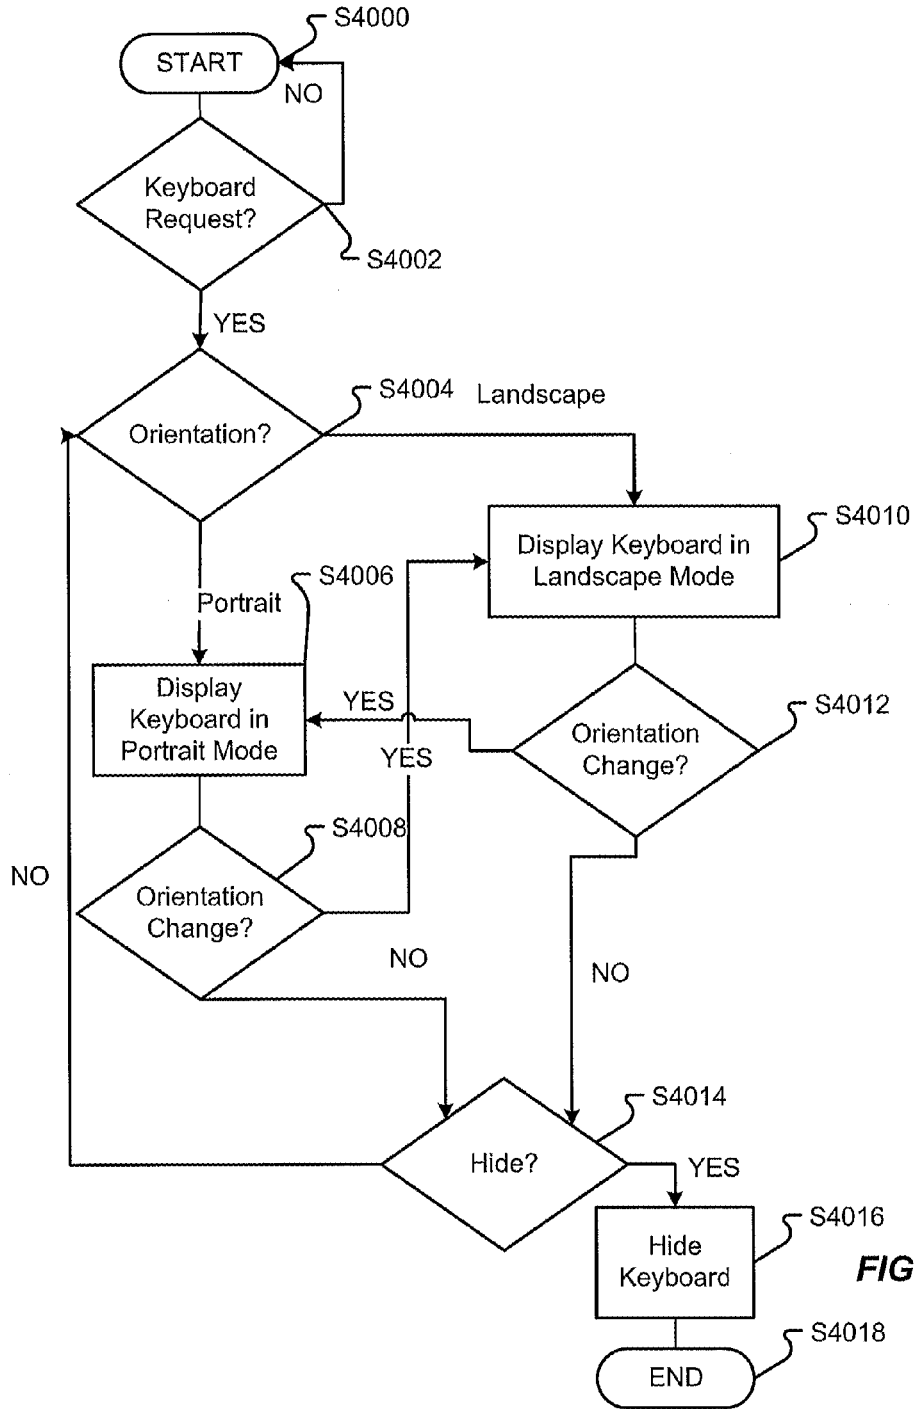 S4000
START
NO
Keyboard
Request?
S4002
YES
S4004
Landscape
Orientation?
S4010
Display Keyboard in
Landscape Mode
S4006
Portrait
Display
Keyboard in
Portrait Mode
YES
S4012
Orientation
Change?
YES
S4008
NO
Orientation
Change?
NO
NO
S4014
Hide?
YES
S4016
Hide
Keyboard
FIG
S4018
END